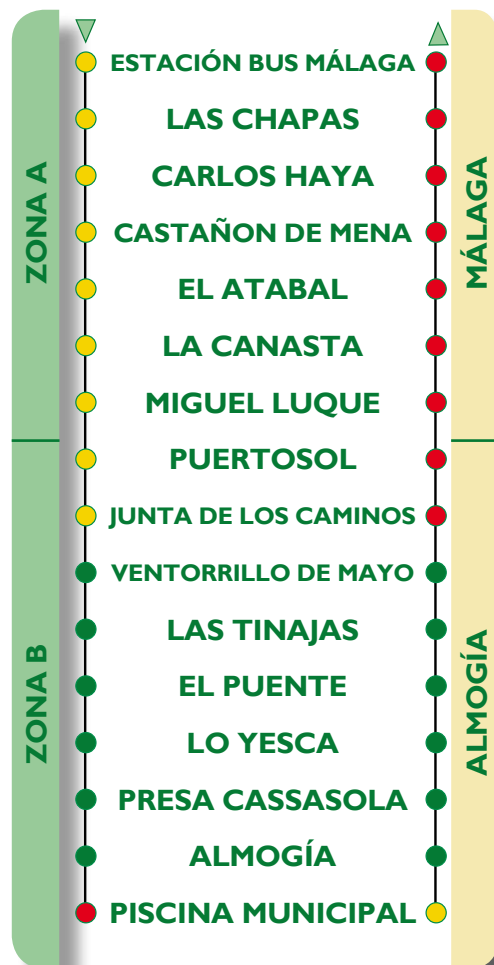 ESTACIÓN BUS MÁLAGA
LAS CHAPAS
CARLOS HAYA
CASTAÑON DE MENA
EL ATABAL
LA CANASTA
MIGUEL LUQUE
PUERTOSOL
JUNTA DE LOS CAMINOS
VENTORRILLO DE MAYO
LAS TINAJAS
EL PUENTE
LO YESCA
PRESA CASSASOLA
ALMOGÍA
PISCINA MUNICIPAL
ZONA A
ZONA B
MÁLAGA
ALMOGÍA